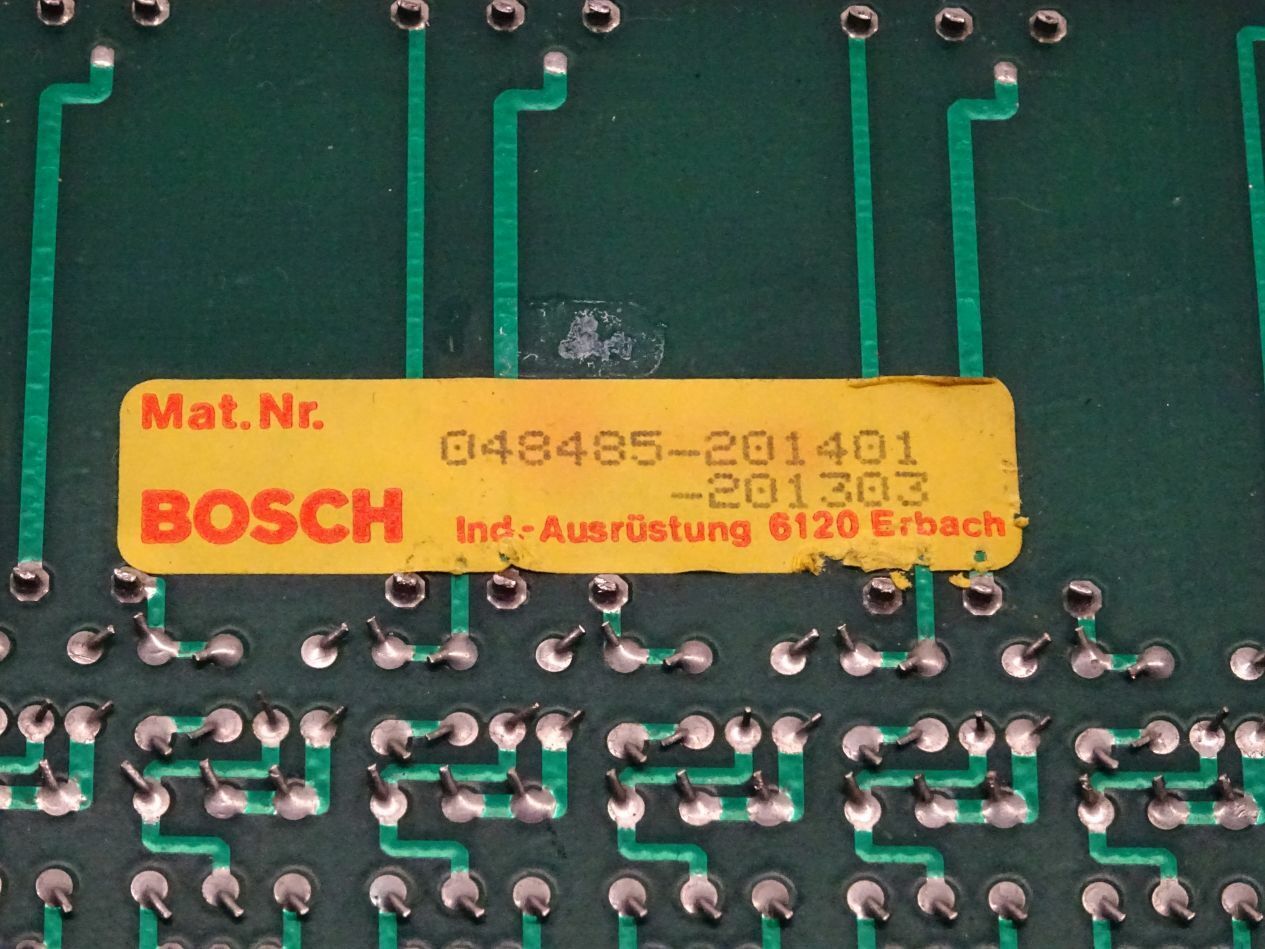 Mat.Nr.
048485-201401
-201303
BOSCH
Ind.-Ausrüstung 6120 Erbach